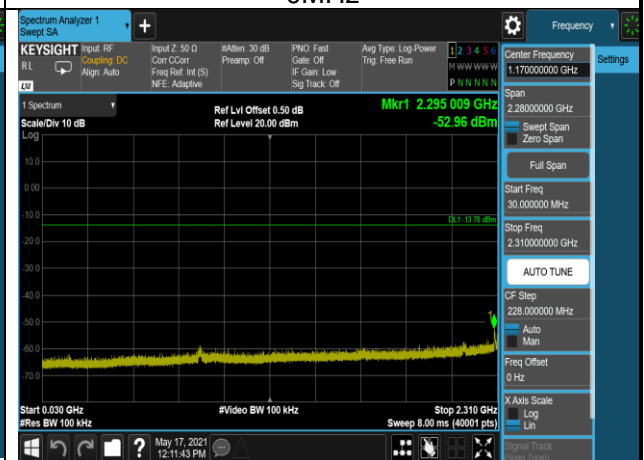 5MHz
Spectrum Analyzer 1
Swept SA
Frequency
KEYSIGHT Input: RF Input Z: 50 Ω #Atten: 30 dB PNO: Fast Avg Type: Log-Power 1 2 3 4 5 6
RL Coupling: DC Corr CCorr Preamp: Off Gate: Off Trig: Free Run M W W W W W
Align: Auto Freq Ref: Int (S) IF Gain: Low
LXI NFE: Adaptive Sig Track: Off P N N N N N
Center Frequency
1.170000000 GHz
Settings
Span
2.28000000 GHz
Swept Span
Zero Span
Full Span
Start Freq
30.000000 MHz
Stop Freq
2.310000000 GHz
AUTO TUNE
CF Step
228.000000 MHz
Auto
Man
Freq Offset
0 Hz
X Axis Scale
Log
Lin
Signal Track
(Span Zoom)
1 Spectrum
Scale/Div 10 dB
Ref Lvl Offset 0.50 dB
Ref Level 20.00 dBm
Mkr1 2.295 009 GHz
-52.96 dBm
Log
10.0
0.00
-10.0
DL1 -13.78 dBm
-20.0
-30.0
-40.0
-50.0
1
-60.0
-70.0
Start 0.030 GHz #Video BW 100 kHz Stop 2.310 GHz
#Res BW 100 kHz Sweep 8.00 ms (40001 pts)
? May 17, 2021
12:11:43 PM